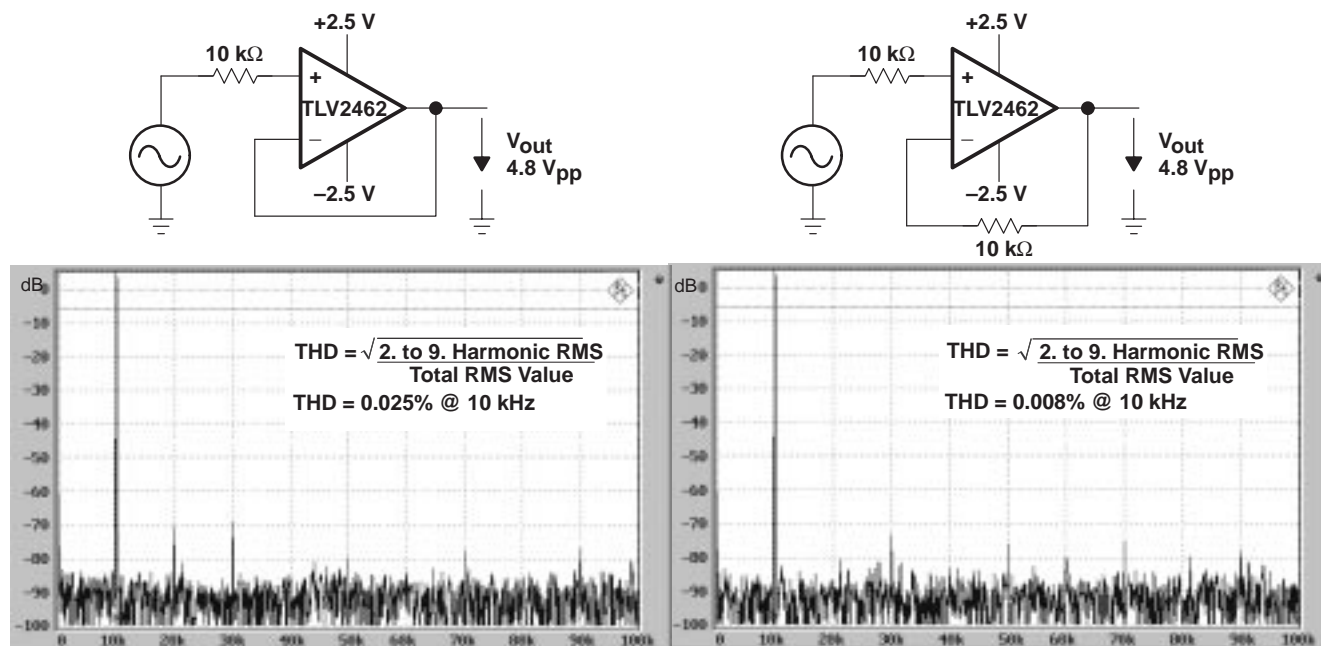 +2.5 V
10 kΩ
+
TLV2462
−
−2.5 V
Vout
4.8 Vpp
+2.5 V
10 kΩ
+
TLV2462
−
−2.5 V
10 kΩ
Vout
4.8 Vpp
dB
0
-10
-20
-30
-40
-50
-60
-70
-80
-90
-100
THD = √ 2. to 9. Harmonic RMS
Total RMS Value
THD = 0.025% @ 10 kHz
0 10k 20k 30k 40k 50k 60k 70k 80k 90k 100k
dB
0
-10
-20
-30
-40
-50
-60
-70
-80
-90
-100
THD = √ 2. to 9. Harmonic RMS
Total RMS Value
THD = 0.008% @ 10 kHz
0 10k 20k 30k 40k 50k 60k 70k 80k 90k 100k